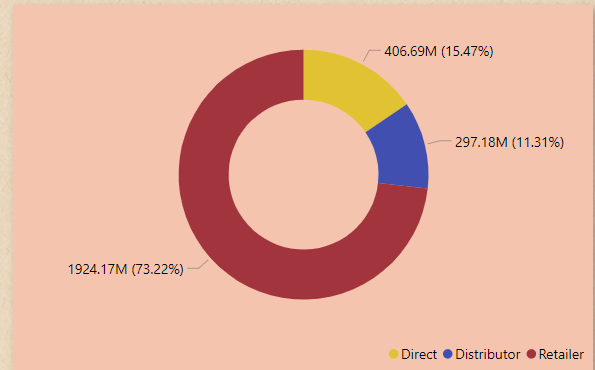 406.69M (15.47%)
297.18M (11.31%)
1924.17M (73.22%)
Direct Distributor Retailer